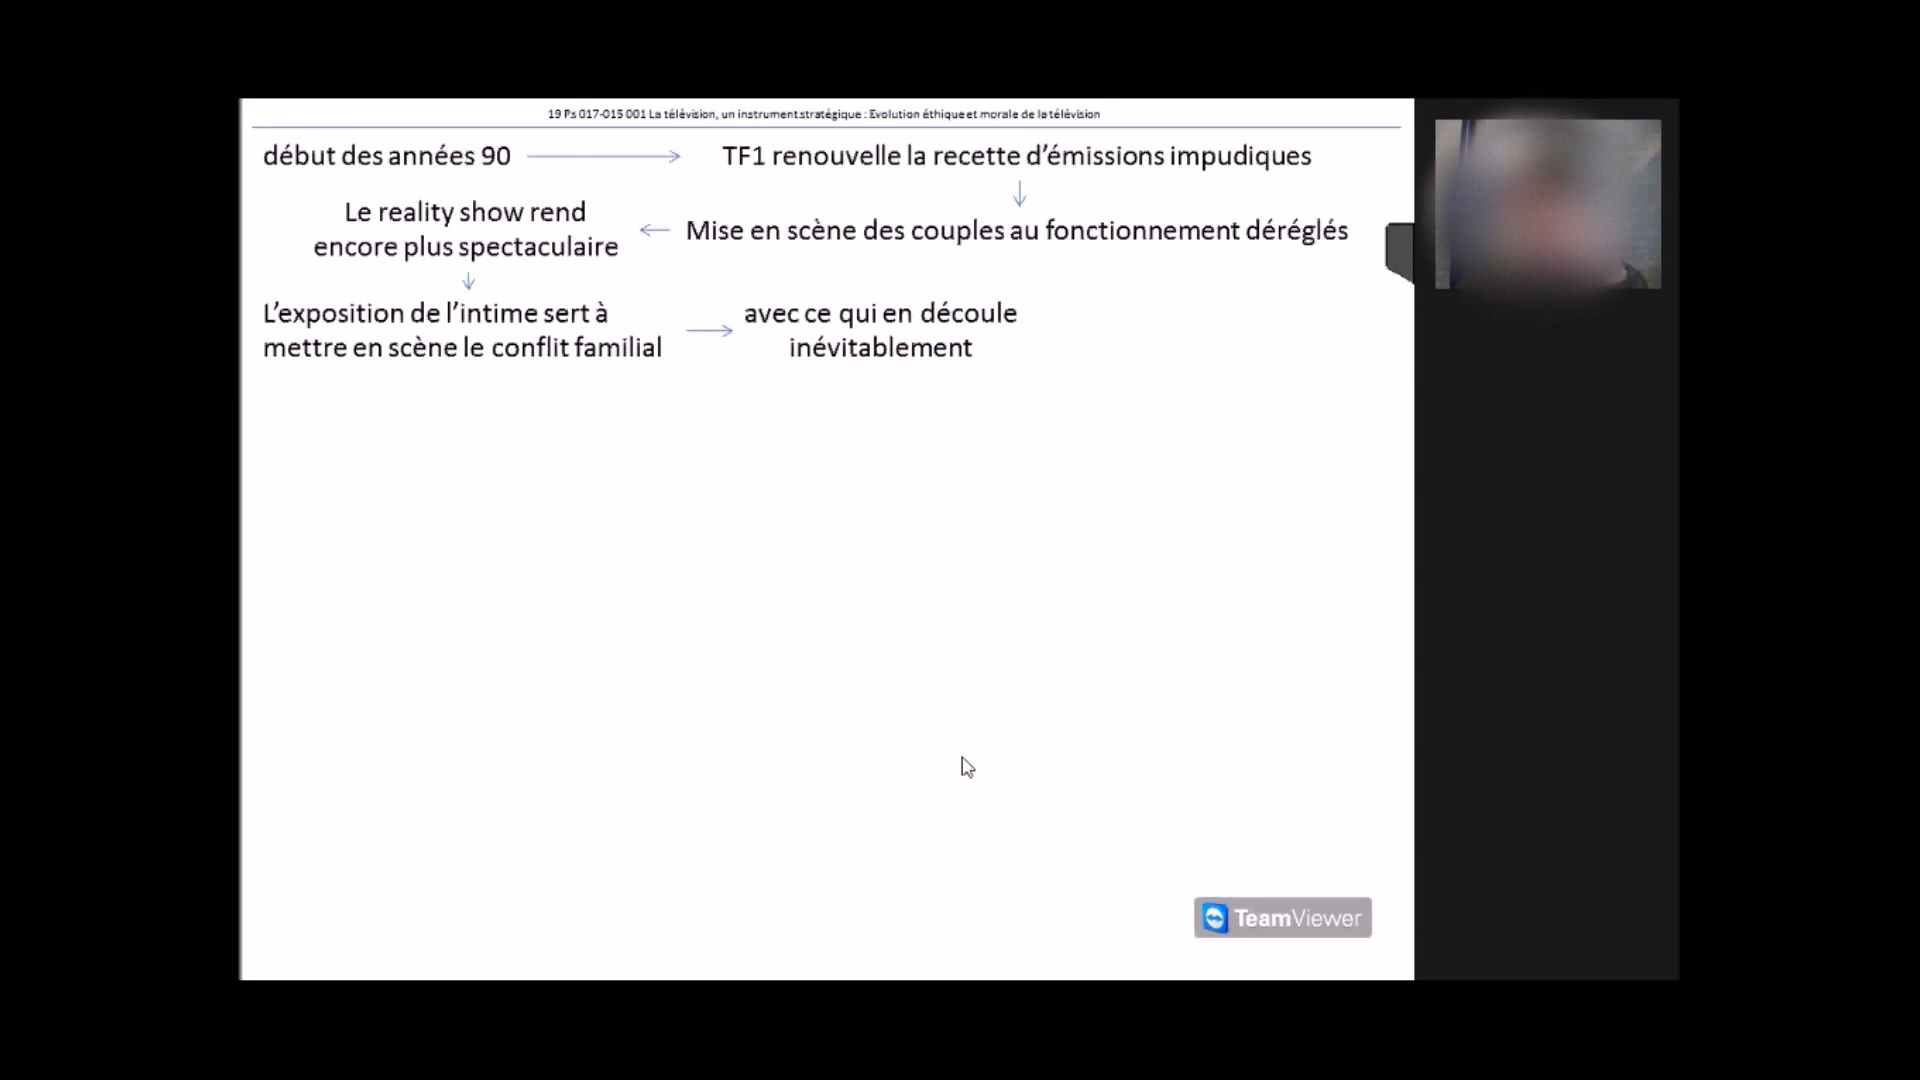 19 Ps 017-015 001 La télévision, un instrument stratégique : Evolution éthique et morale de la télévision
début des années 90
TF1 renouvelle la recette d’émissions impudiques
Mise en scène des couples au fonctionnement déréglés
Le reality show rend
encore plus spectaculaire
L’exposition de l’intime sert à
mettre en scène le conflit familial
avec ce qui en découle
inévitablement
TeamViewer